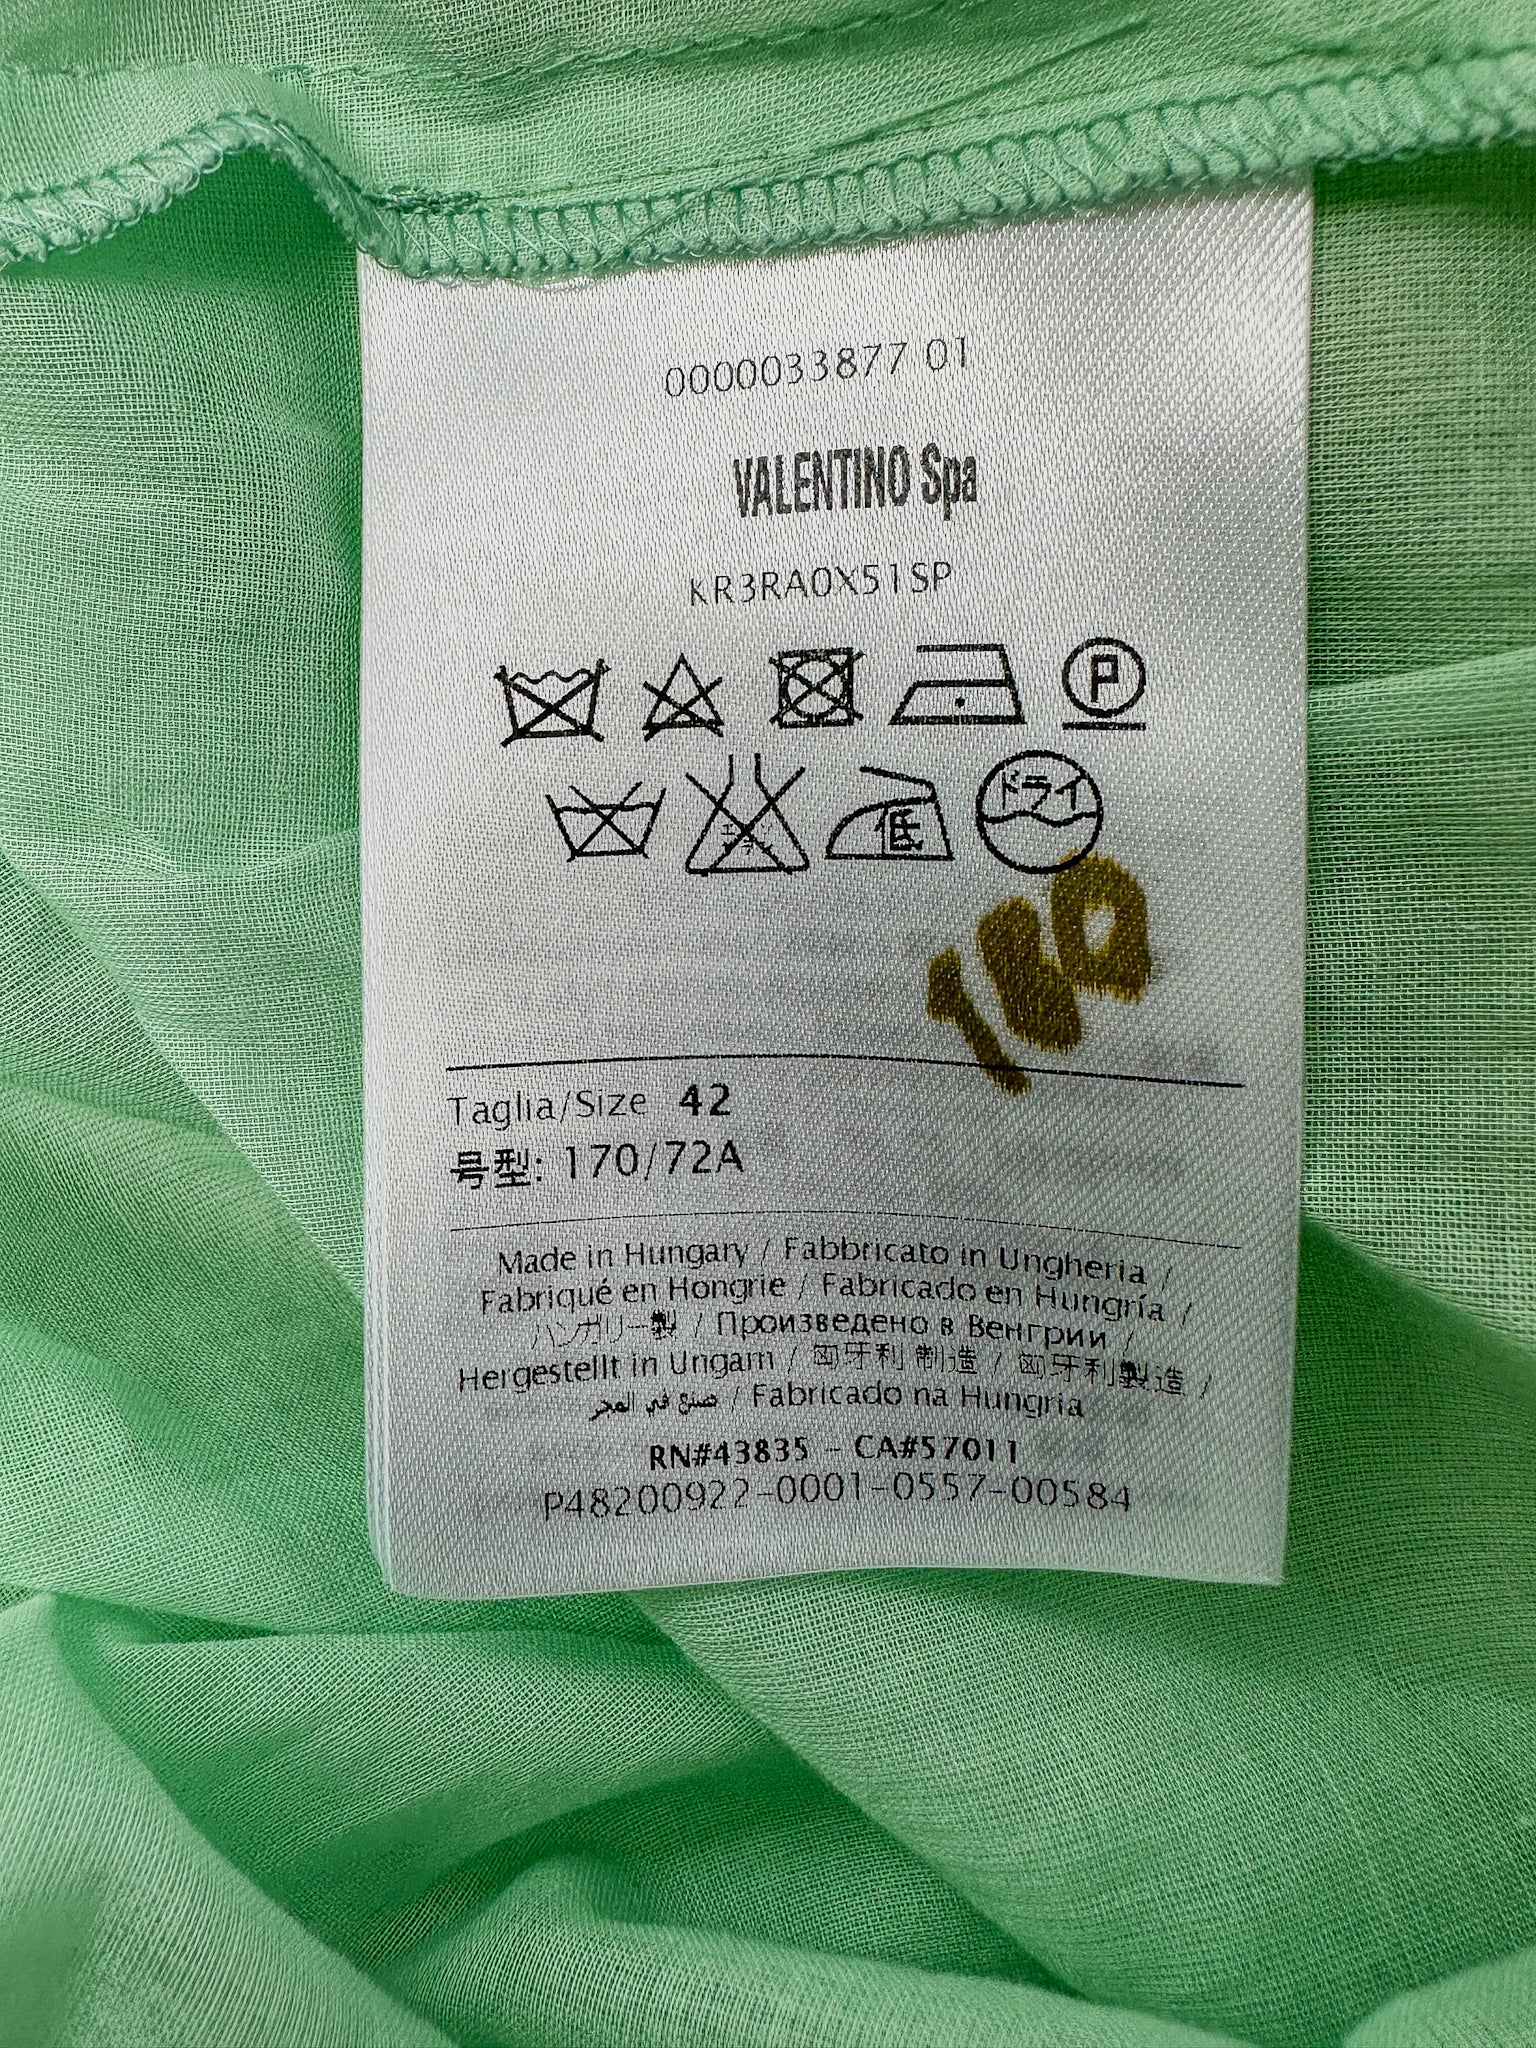 0000033877 01
VALENTINO Spa
KR3RA0X51SP
P
低 ドライ
Taglia/Size 42
号型: 170/72A
Made in Hungary / Fabbricato in Ungheria /
Fabriqué en Hongrie / Fabricado en Hungría /
ハンガリー製 / Произведено в Венгрии /
Hergestellt in Ungarn / 匈牙利 制造 / 匈牙利製造 /
صنع في المجر / Fabricado na Hungria
RN#43835 - CA#57011
P48200922-0001-0557-00584